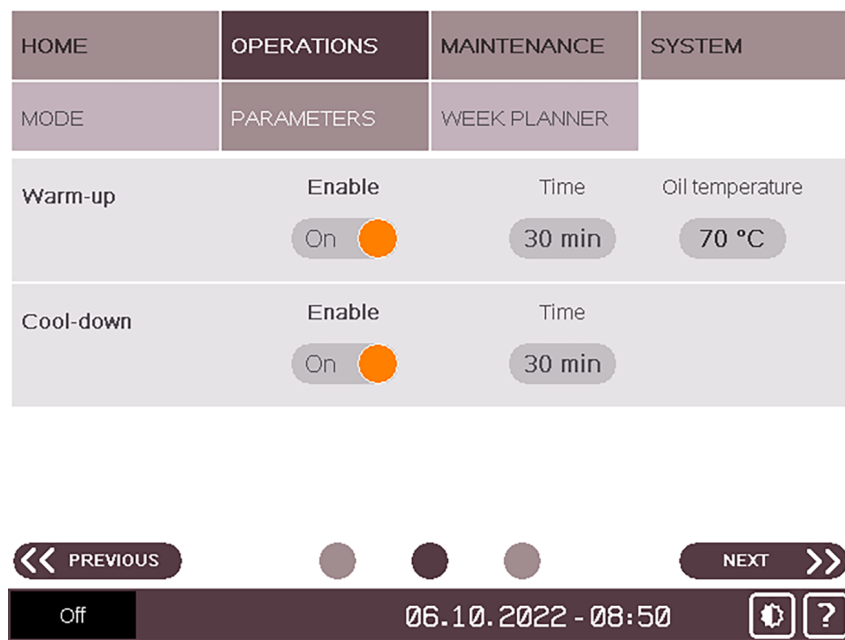 HOME OPERATIONS MAINTENANCE SYSTEM
MODE PARAMETERS WEEK PLANNER
Warm-up Enable Time Oil temperature
On 30 min 70 °C
Cool-down Enable Time
On 30 min
PREVIOUS NEXT
Off 06.10.2022 - 08:50 ?